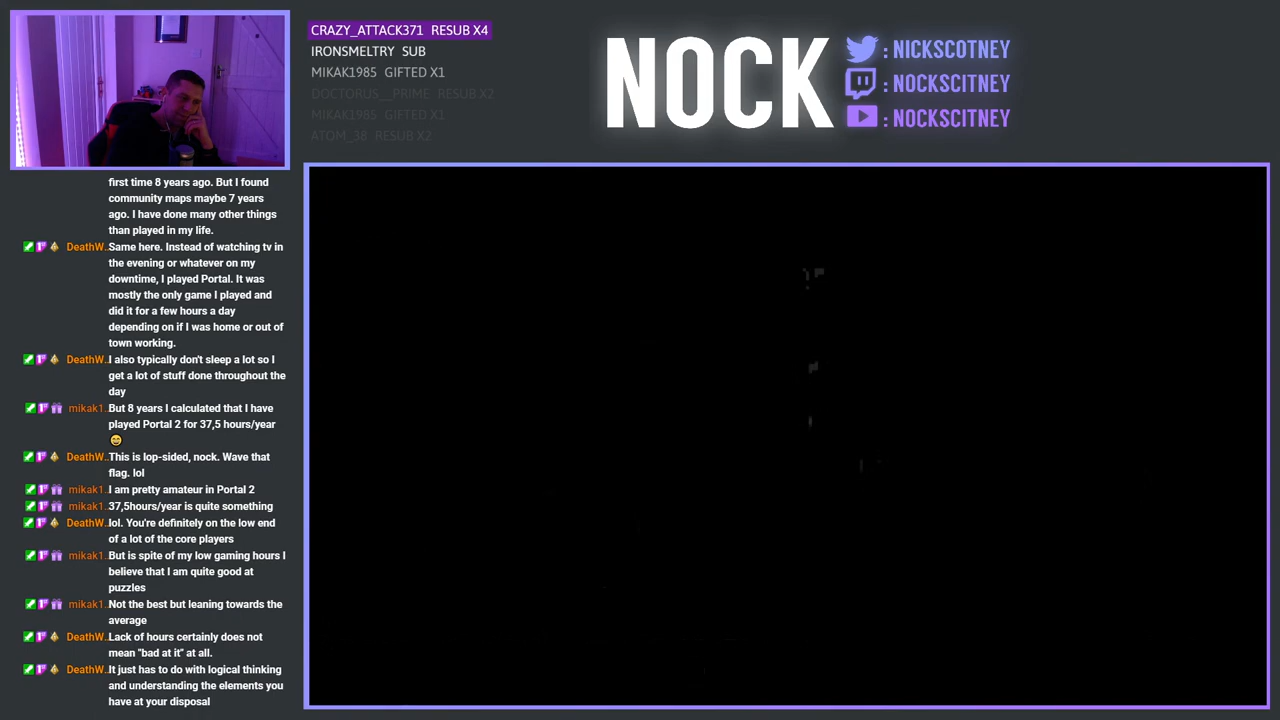 CRAZY_ATTACK371 RESUB X4
IRONSMELTRY SUB
MIKAK1985 GIFTED X1
DOCTORUS__PRIME RESUB X2
MIKAK1985 GIFTED X1
ATOM_38 RESUB X2
NOCK
: NICKSCOTNEY
: NOCKSCITNEY
: NOCKSCITNEY
first time 8 years ago. But I found
community maps maybe 7 years
ago. I have done many other things
than played in my life.
DeathW.. Same here. Instead of watching tv in
the evening or whatever on my
downtime, I played Portal. It was
mostly the only game I played and
did it for a few hours a day
depending on if I was home or out of
town working.
DeathW.. I also typically don't sleep a lot so I
get a lot of stuff done throughout the
day
mikak1.. But 8 years I calculated that I have
played Portal 2 for 37,5 hours/year
DeathW.. This is lop-sided, nock. Wave that
flag. lol
mikak1.. I am pretty amateur in Portal 2
mikak1.. 37,5hours/year is quite something
DeathW.. lol. You're definitely on the low end
of a lot of the core players
mikak1.. But is spite of my low gaming hours I
believe that I am quite good at
puzzles
mikak1.. Not the best but leaning towards the
average
DeathW.. Lack of hours certainly does not
mean "bad at it" at all.
DeathW.. It just has to do with logical thinking
and understanding the elements you
have at your disposal